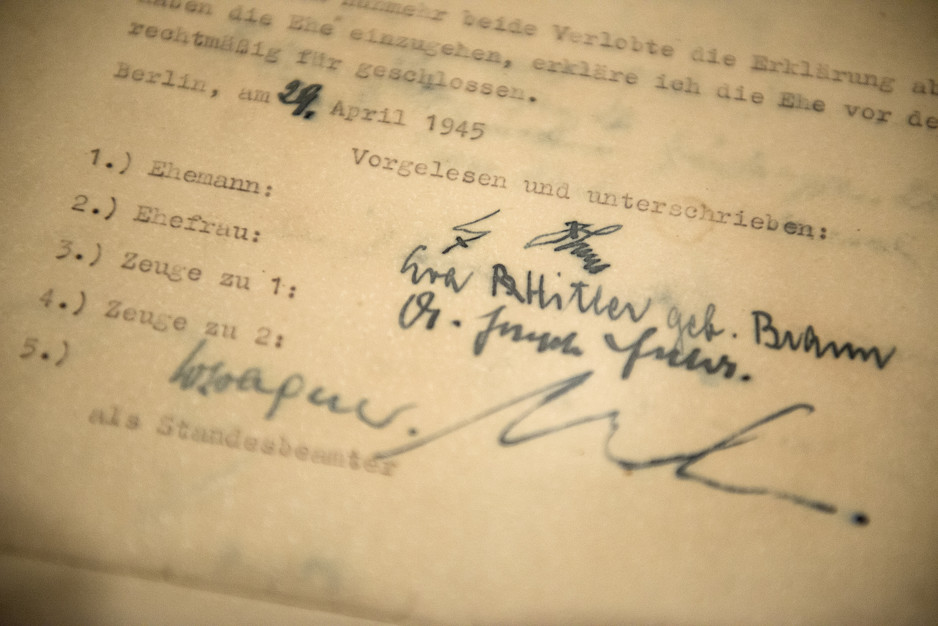 nunmehr beide Verlobte die Erklärung ab
haben die Ehe einzugehen, erkläre ich die Ehe vor de
rechtmäßig für geschlossen.
Berlin, am 29. April 1945
Vorgelesen und unterschrieben:
1.) Ehemann:
2.) Ehefrau:
Eva B Hitler geb. Braun
3.) Zeuge zu 1:
Dr.
4.) Zeuge zu 2:
5.)
Wagner.
als Standesbeamter